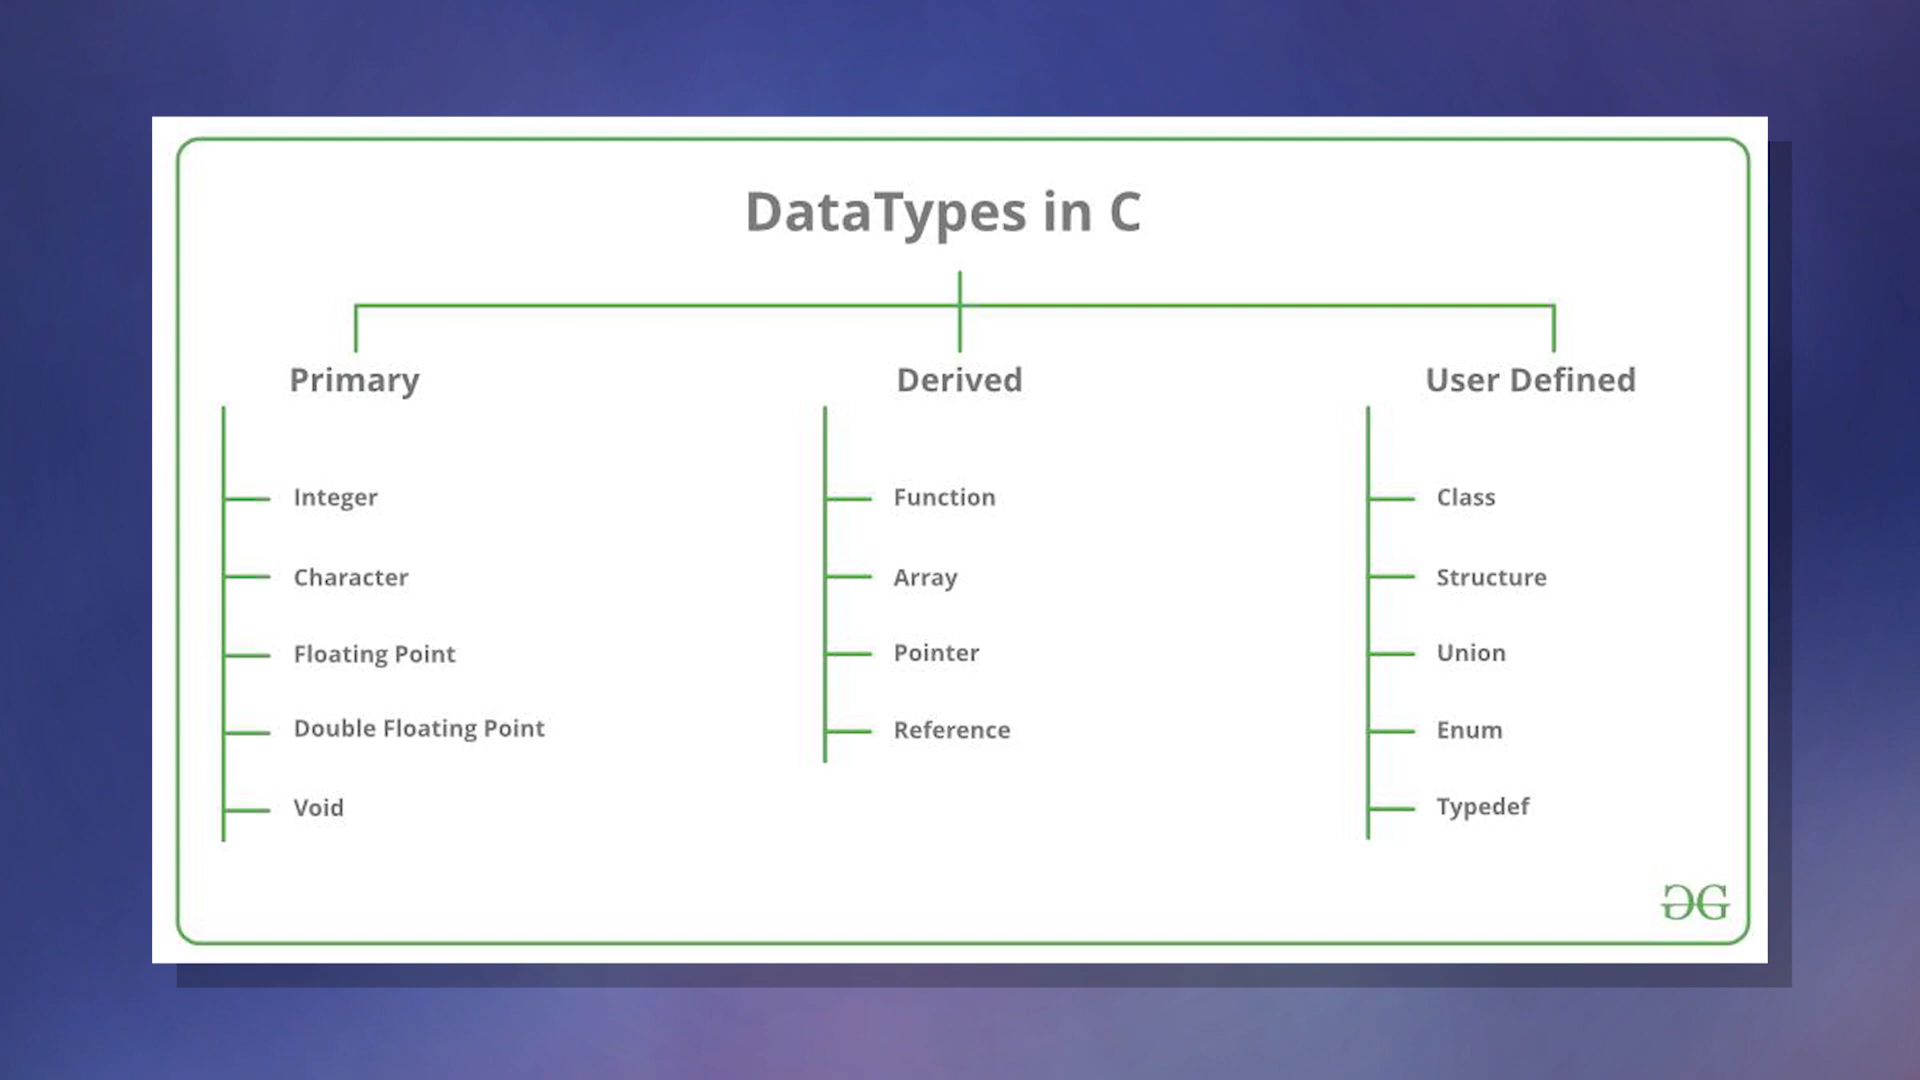 DataTypes in C
Primary
Integer
Character
Floating Point
Double Floating Point
Void
Derived
Function
Array
Pointer
Reference
User Defined
Class
Structure
Union
Enum
Typedef